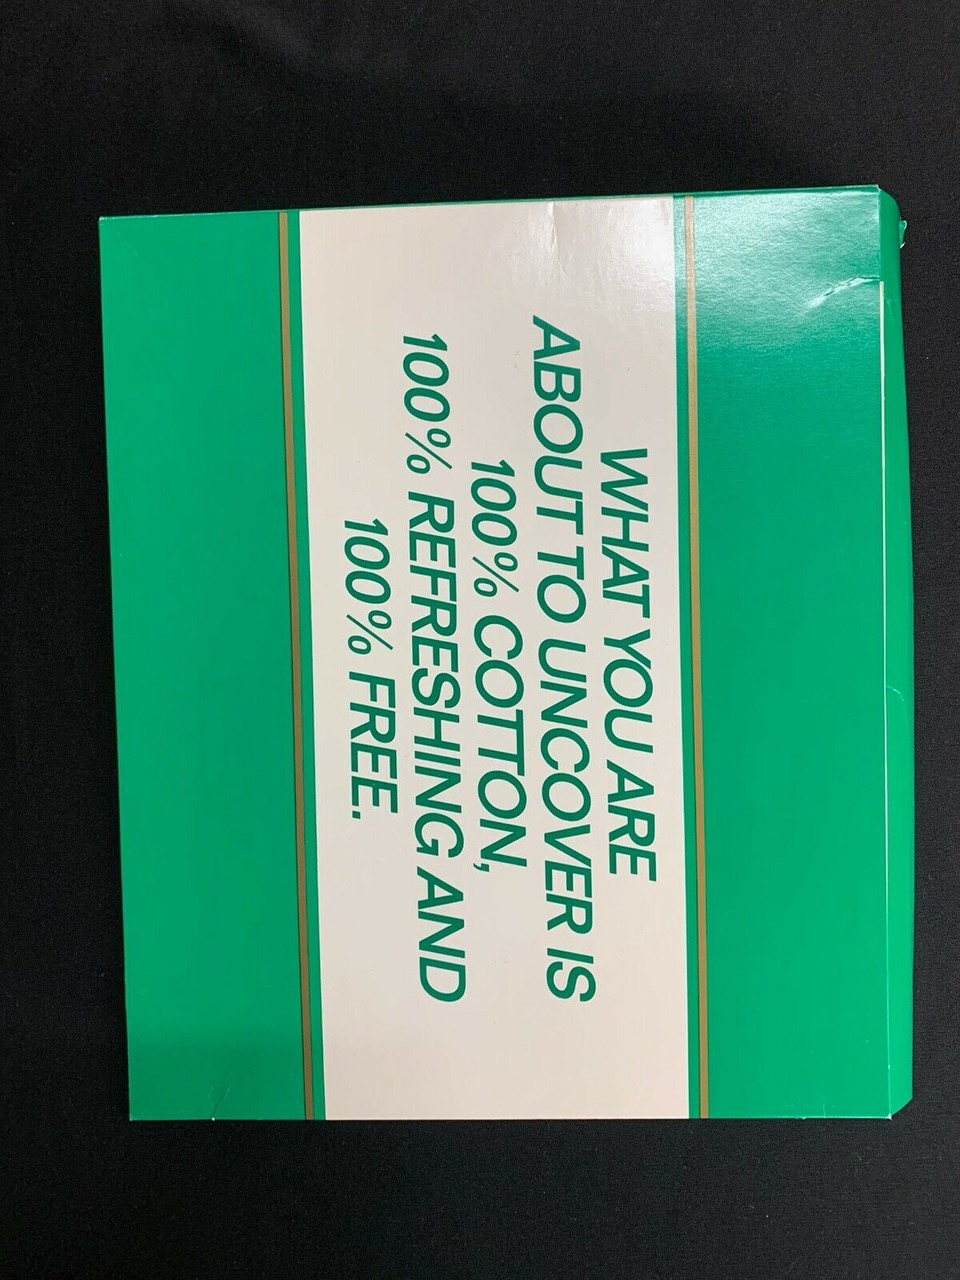 WHAT YOU ARE
ABOUT TO UNCOVER IS
100% COTTON,
100% REFRESHING AND
100% FREE.